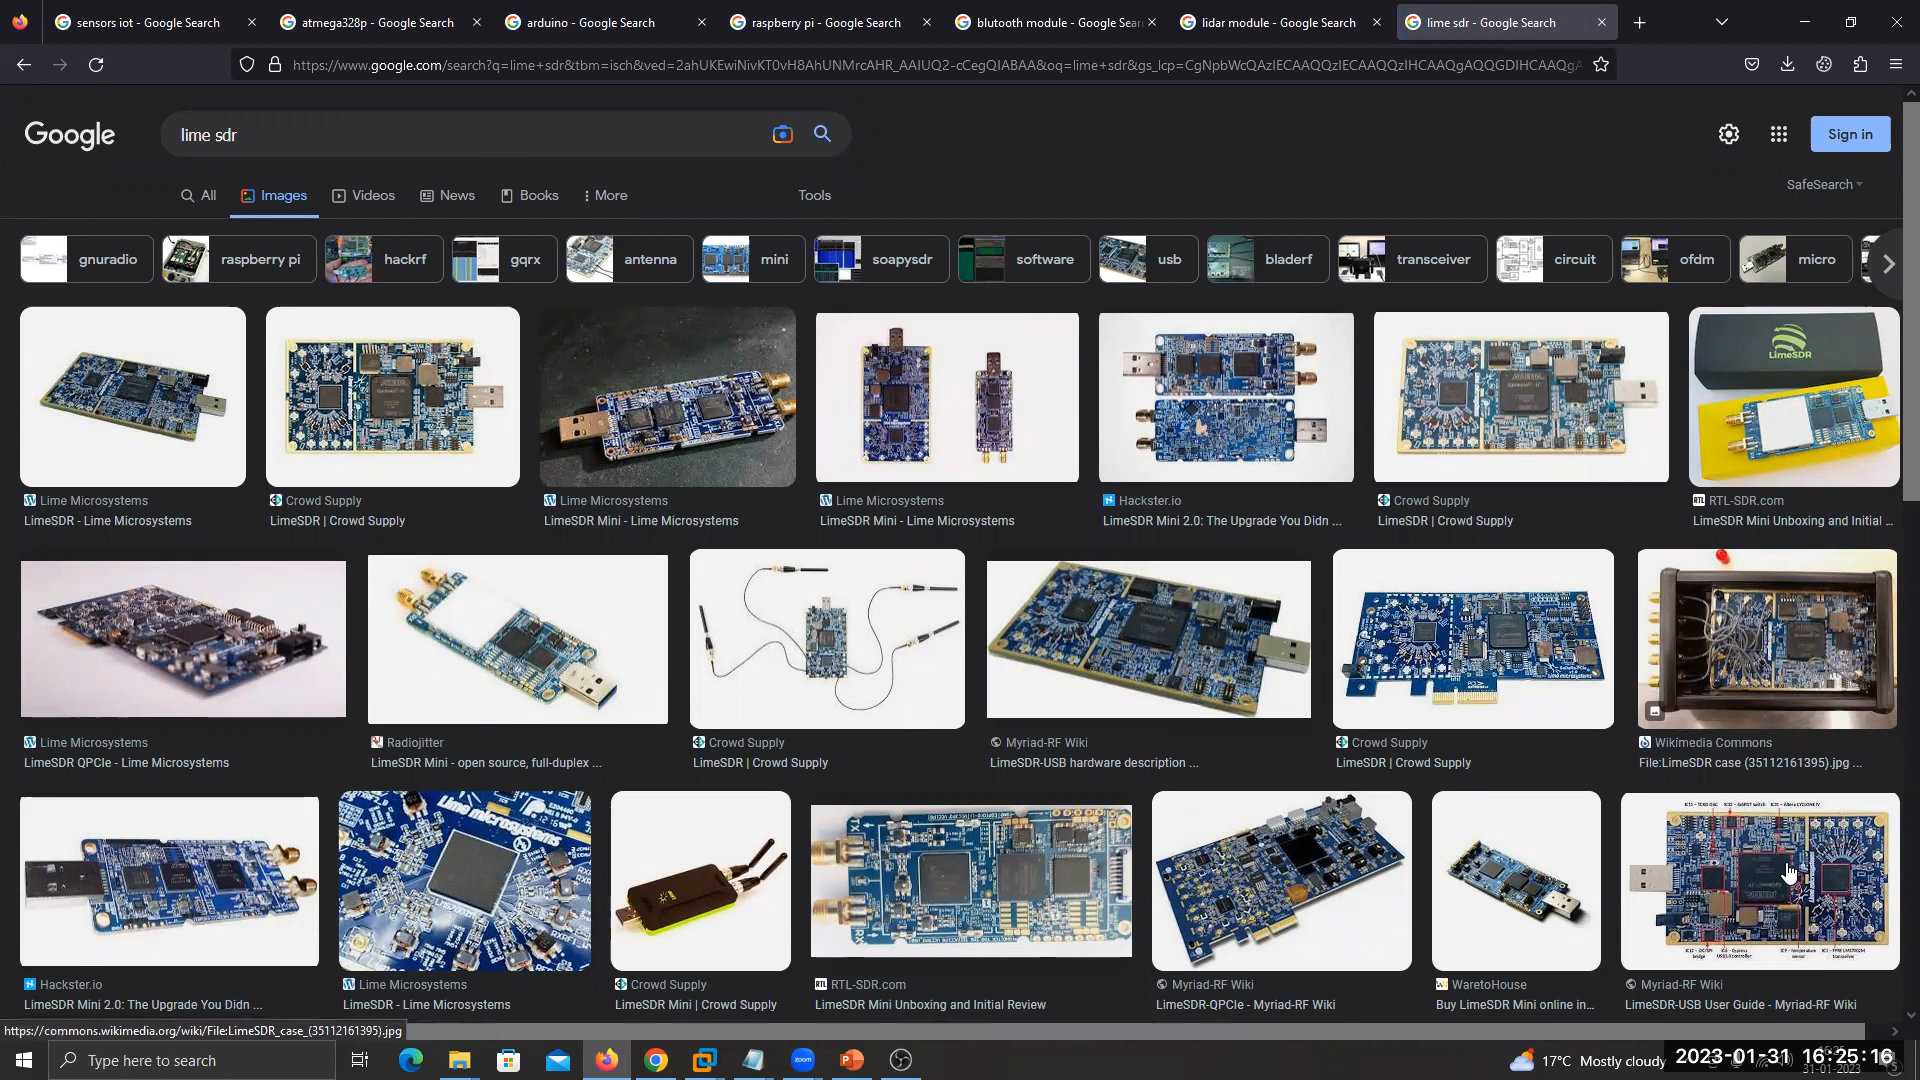 sensors iot - Google Search
atmega328p - Google Search
arduino - Google Search
raspberry pi - Google Search
blutooth module - Google Sear
lidar module - Google Search
lime sdr - Google Search
https://www.google.com/search?q=lime+sdr&tbm=isch&ved=2ahUKEwiNivKT0vH8AhUNMrcAHR_AAIUQ2-cCegQIABAA&oq=lime+sdr&gs_lcp=CgNpbWcQAzIECAAQQzIECAAQQzIHCAAQgAQQGDIHCAAQgA
Google
lime sdr
Sign in
All
Images
Videos
News
Books
More
Tools
SafeSearch
gnuradio
raspberry pi
hackrf
gqrx
antenna
mini
soapysdr
software
usb
bladerf
transceiver
circuit
ofdm
micro
LimeSDR
Lime Microsystems
LimeSDR - Lime Microsystems
Crowd Supply
LimeSDR | Crowd Supply
Lime Microsystems
LimeSDR Mini - Lime Microsystems
Lime Microsystems
LimeSDR Mini - Lime Microsystems
Hackster.io
LimeSDR Mini 2.0: The Upgrade You Didn ...
Crowd Supply
LimeSDR | Crowd Supply
RTL-SDR.com
LimeSDR Mini Unboxing and Initial ...
Lime Microsystems
LimeSDR QPCIe - Lime Microsystems
Radiojitter
LimeSDR Mini - open source, full-duplex ...
Crowd Supply
LimeSDR | Crowd Supply
Myriad-RF Wiki
LimeSDR-USB hardware description ...
Crowd Supply
LimeSDR | Crowd Supply
Wikimedia Commons
File:LimeSDR case (35112161395).jpg ...
Lime microsystems
Hackster.io
LimeSDR Mini 2.0: The Upgrade You Didn ...
Lime Microsystems
LimeSDR - Lime Microsystems
Crowd Supply
LimeSDR Mini | Crowd Supply
RTL-SDR.com
LimeSDR Mini Unboxing and Initial Review
Myriad-RF Wiki
LimeSDR-QPCIe - Myriad-RF Wiki
WaretoHouse
Buy LimeSDR Mini online in...
Myriad-RF Wiki
LimeSDR-USB User Guide - Myriad-RF Wiki
https://commons.wikimedia.org/wiki/File:LimeSDR_case_(35112161395).jpg
Type here to search
17°C Mostly cloudy
2023-01-31 16:25:16
31-01-2023